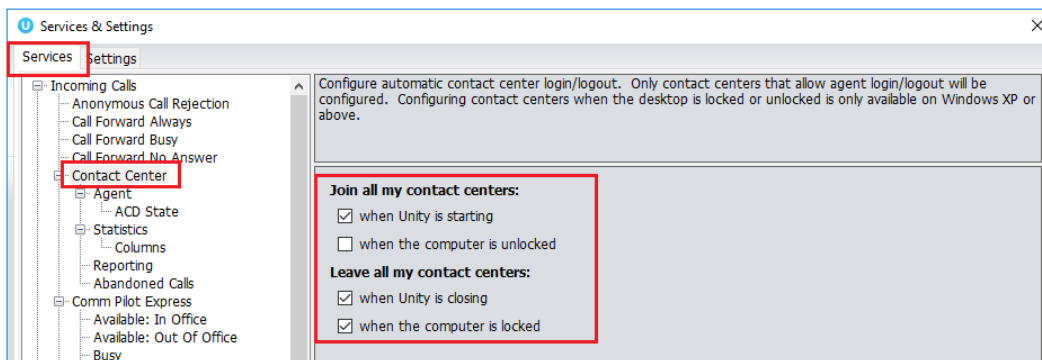 Services & Settings
Services Settings
Incoming Calls
Anonymous Call Rejection
Call Forward Always
Call Forward Busy
Call Forward No Answer
Contact Center
Agent
ACD State
Statistics
Columns
Reporting
Abandoned Calls
Comm Pilot Express
Available: In Office
Available: Out Of Office
Busy
Configure automatic contact center login/logout. Only contact centers that allow agent login/logout will be
configured. Configuring contact centers when the desktop is locked or unlocked is only available on Windows XP or
above.
Join all my contact centers:
when Unity is starting
when the computer is unlocked
Leave all my contact centers:
when Unity is closing
when the computer is locked